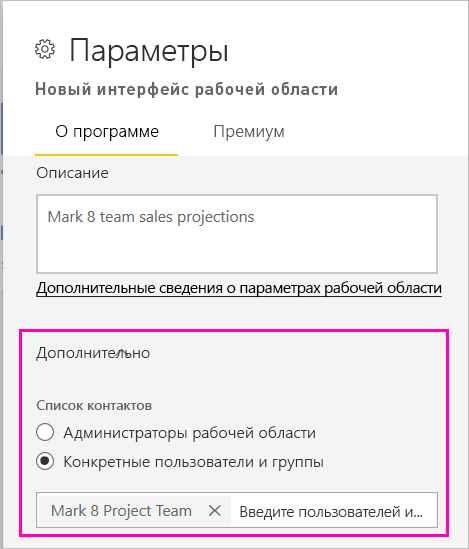 Параметры
Новый интерфейс рабочей области
О программе Премиум
Описание
Mark 8 team sales projections
Дополнительные сведения о параметрах рабочей области
Дополнительно
Список контактов
Администраторы рабочей области
Конкретные пользователи и группы
Mark 8 Project Team Введите пользователей и...